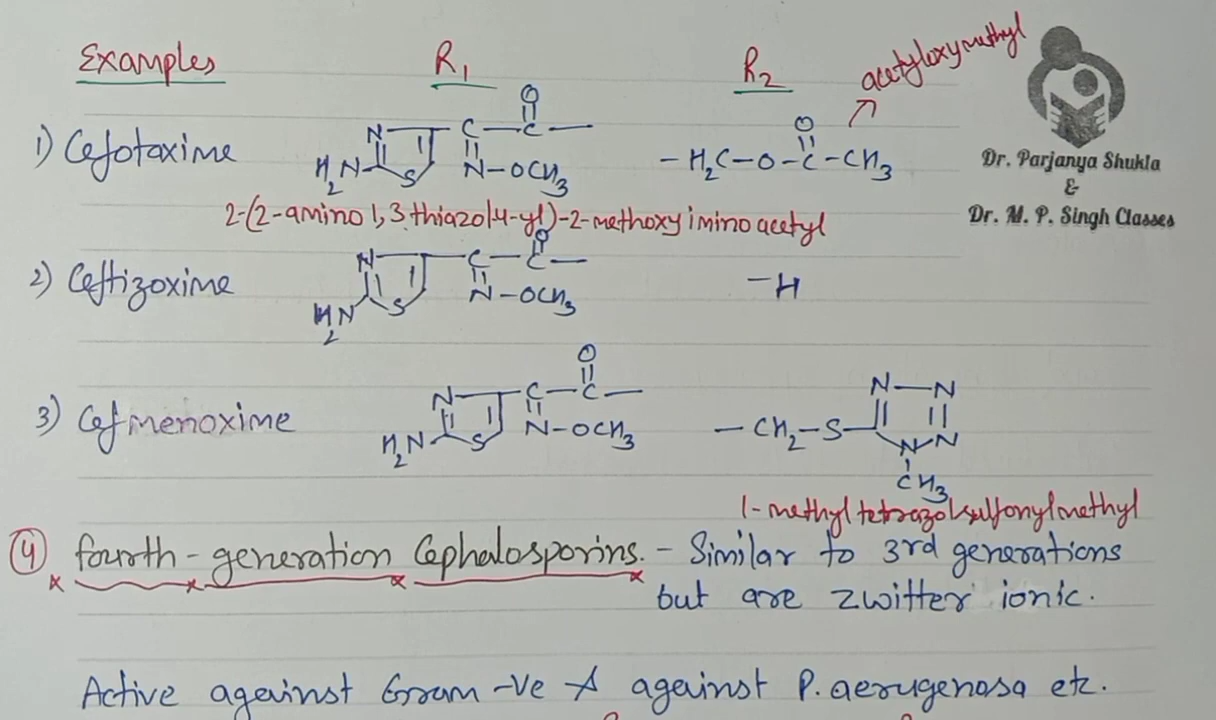 Examples R₁ R₂ acetyloxymethyl
O O
1) Cefotaxime N C — C — – H₂C – O – C – CH₃
H₂N S N – OCH₃
Dr. Parjanya Shukla
&
Dr. M. P. Singh Classes
2-(2-amino 1,3 thiazol 4-yl)-2-methoxy imino acetyl
O
2) Ceftizoxime N C – C — – H
H₂N S N – OCH₃
O
3) Cefmenoxime N C – C — N — N
H₂N S N – OCH₃ – CH₂ – S N – N
CH₃
1-methyl tetrazol sulfonylmethyl
4) fourth - generation Cephalosporins. – Similar to 3rd generations
but are zwitter ionic.
Active against Gram -ve & against P. aerugenosa etc.